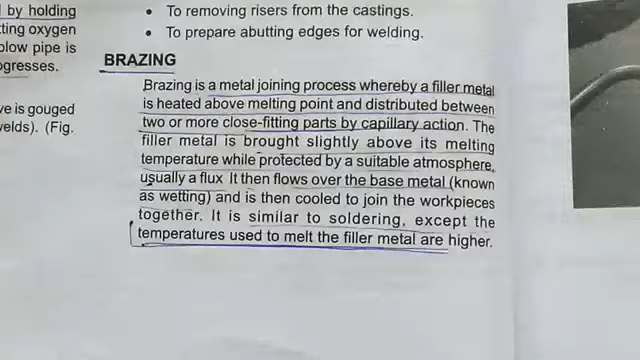 l by holding
ting oxygen
blow pipe is
ogresses.
ve is gouged
velds). (Fig.
• To removing risers from the castings.
• To prepare abutting edges for welding.
BRAZING
Brazing is a metal joining process whereby a filler metal
is heated above melting point and distributed between
two or more close-fitting parts by capillary action. The
filler metal is brought slightly above its melting
temperature while protected by a suitable atmosphere,
usually a flux It then flows over the base metal (known
as wetting) and is then cooled to join the workpieces
together. It is similar to soldering, except the
temperatures used to melt the filler metal are higher.